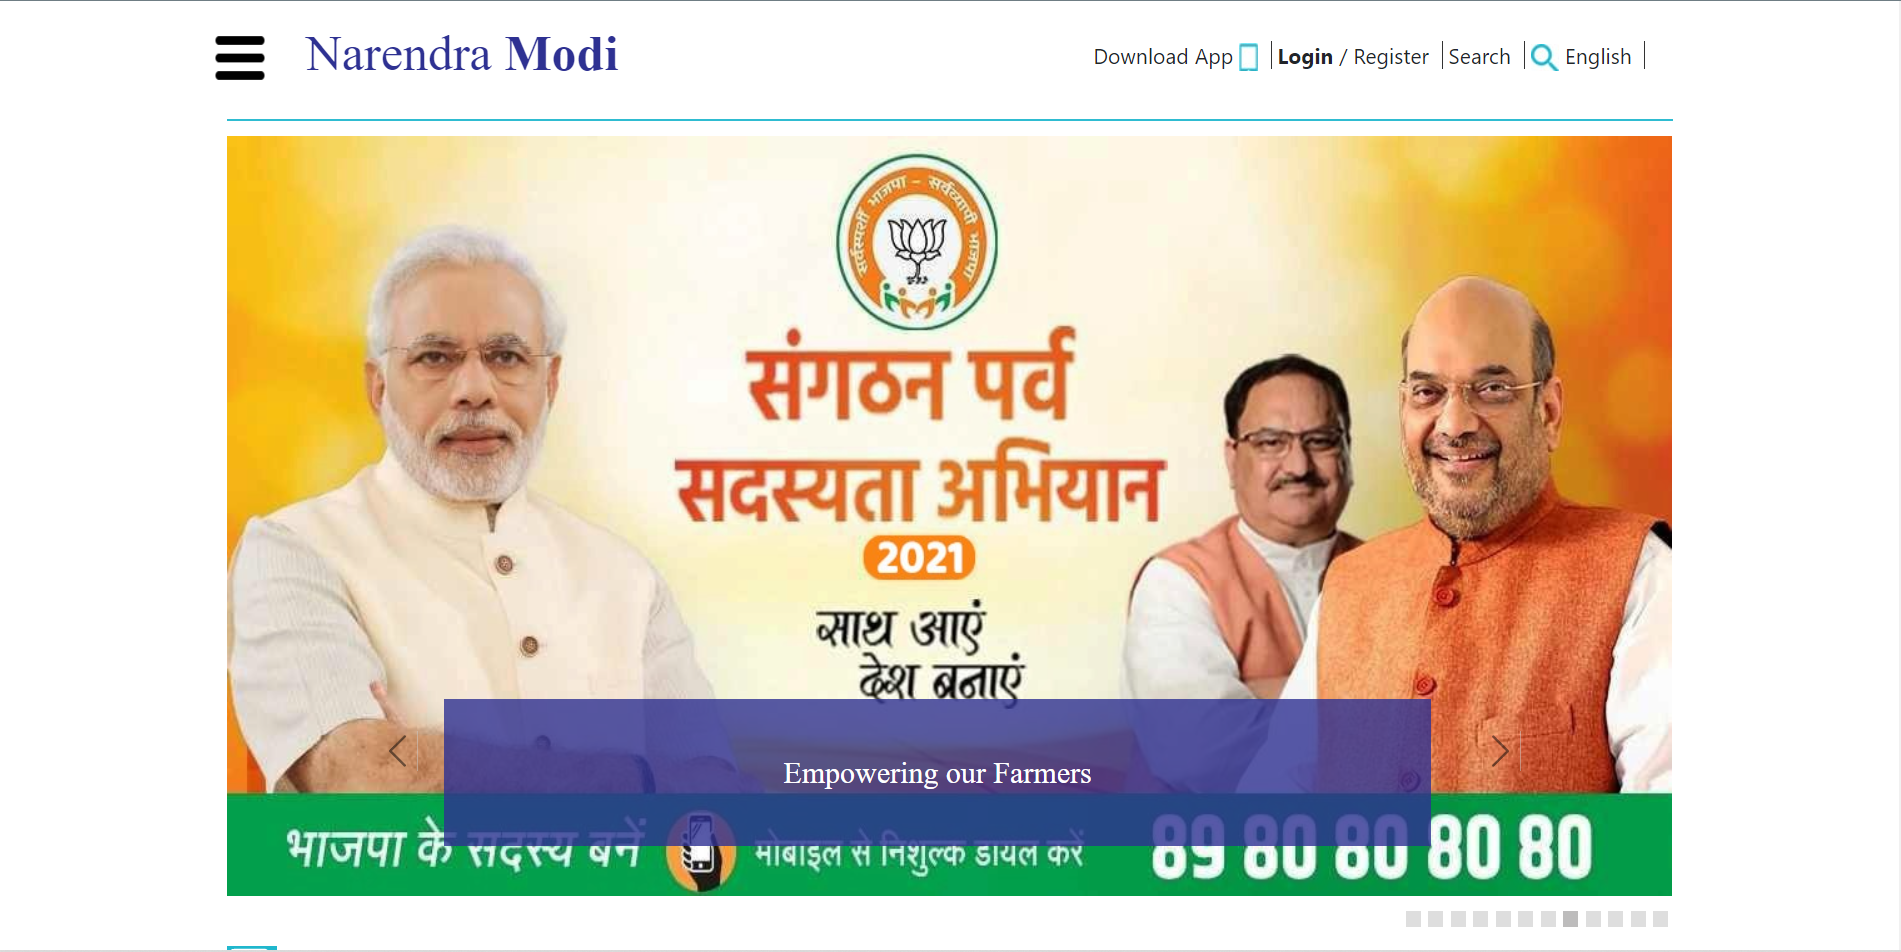 Narendra Modi
Download App Login / Register Search English
सर्वस्पर्शी भाजपा – सर्वव्यापी भाजपा
संगठन पर्व
सदस्यता अभियान
2021
साथ आएं
देश बनाएं
Empowering our Farmers
भाजपा के सदस्य बनें मोबाइल से निशुल्क डायल करें 89 80 80 80 80